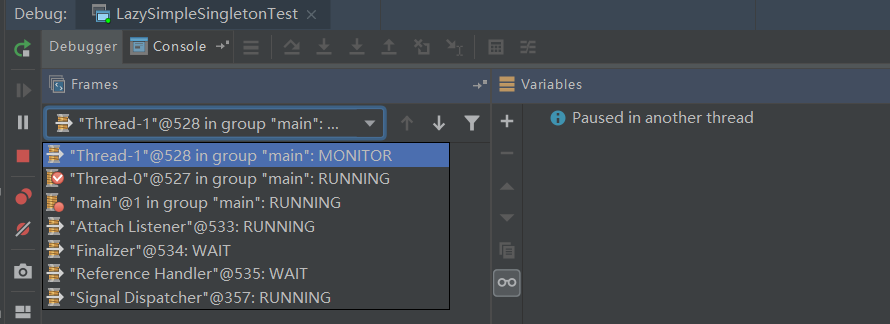 Debug: LazySimpleSingletonTest ×
Debugger Console
Frames
Variables
"Thread-1"@528 in group "main": ...
Paused in another thread
"Thread-1"@528 in group "main": MONITOR
"Thread-0"@527 in group "main": RUNNING
"main"@1 in group "main": RUNNING
"Attach Listener"@533: RUNNING
"Finalizer"@534: WAIT
"Reference Handler"@535: WAIT
"Signal Dispatcher"@357: RUNNING